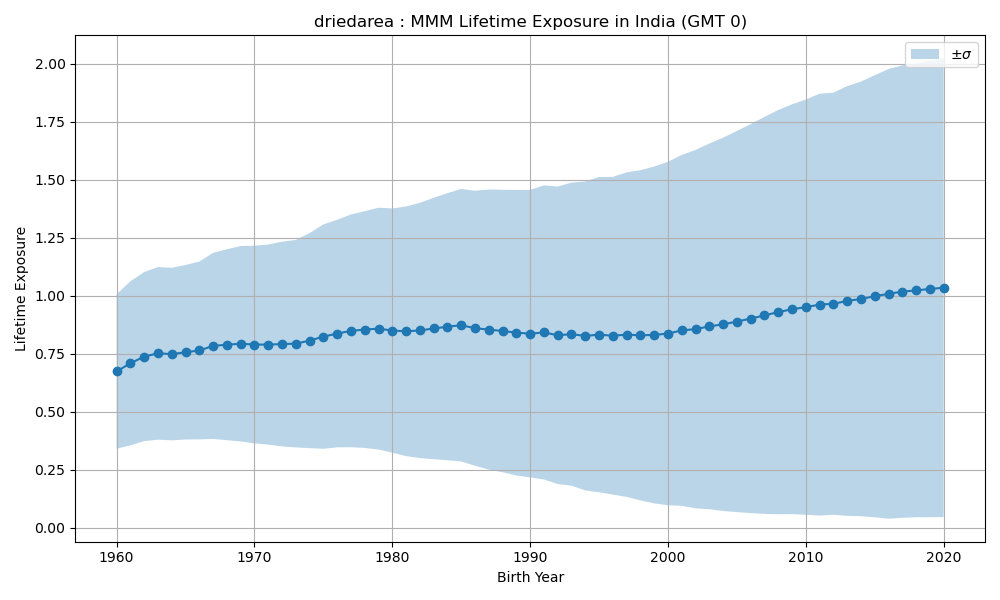 driedarea : MMM Lifetime Exposure in India (GMT 0)
±σ
Lifetime Exposure
2.00
1.75
1.50
1.25
1.00
0.75
0.50
0.25
0.00
1960 1970 1980 1990 2000 2010 2020
Birth Year